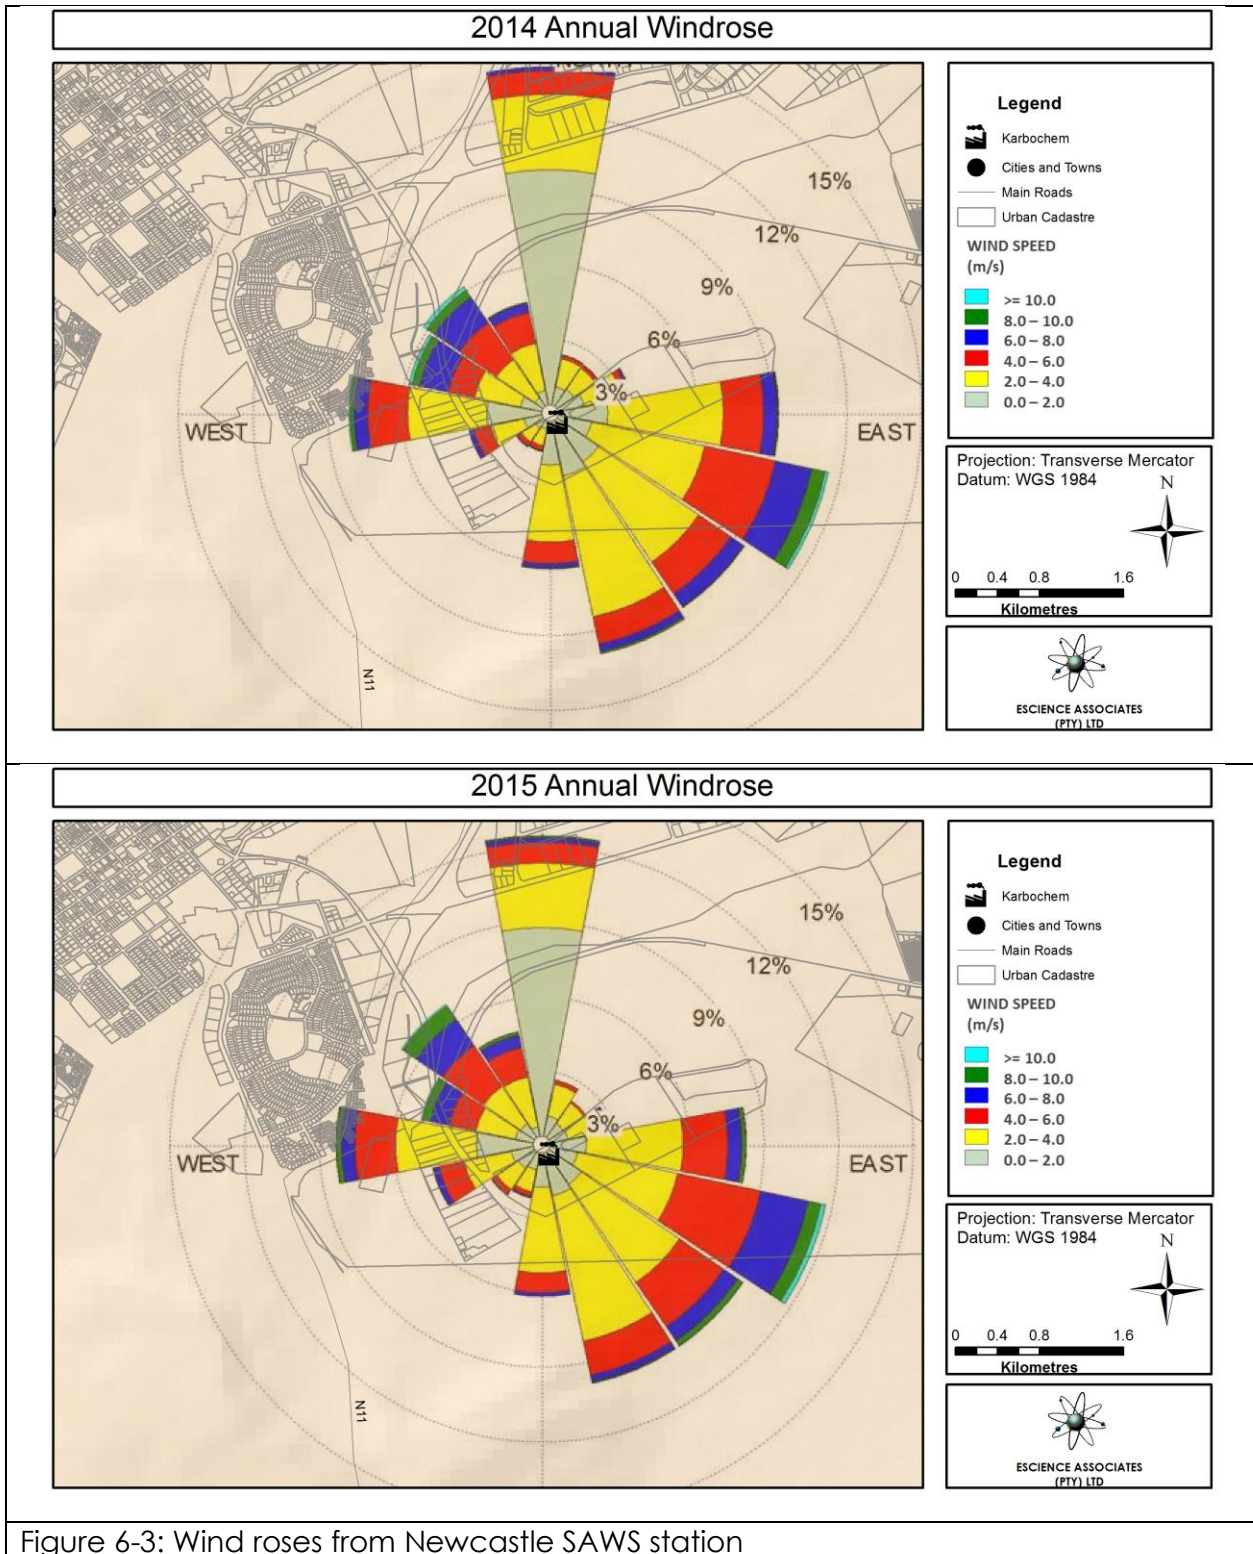 2014 Annual Windrose
15%
12%
9%
6%
3%
WEST
EAST
N11
Legend
Karbochem
Cities and Towns
Main Roads
Urban Cadastre
WIND SPEED
(m/s)
>= 10.0
8.0 – 10.0
6.0 – 8.0
4.0 – 6.0
2.0 – 4.0
0.0 – 2.0
Projection: Transverse Mercator
Datum: WGS 1984
N
0 0.4 0.8 1.6
Kilometres
ESCIENCE ASSOCIATES
(PTY) LTD
2015 Annual Windrose
15%
12%
9%
6%
3%
WEST
EAST
N11
Legend
Karbochem
Cities and Towns
Main Roads
Urban Cadastre
WIND SPEED
(m/s)
>= 10.0
8.0 – 10.0
6.0 – 8.0
4.0 – 6.0
2.0 – 4.0
0.0 – 2.0
Projection: Transverse Mercator
Datum: WGS 1984
N
0 0.4 0.8 1.6
Kilometres
ESCIENCE ASSOCIATES
(PTY) LTD
Figure 6-3: Wind roses from Newcastle SAWS station